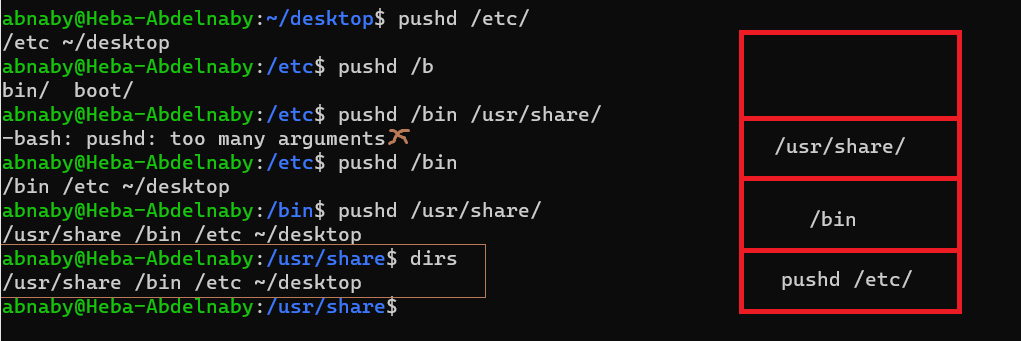 abnaby@Heba-Abdelnaby:~/desktop$ pushd /etc/
/etc ~/desktop
abnaby@Heba-Abdelnaby:/etc$ pushd /b
bin/  boot/
abnaby@Heba-Abdelnaby:/etc$ pushd /bin /usr/share/
-bash: pushd: too many arguments
abnaby@Heba-Abdelnaby:/etc$ pushd /bin
/bin /etc ~/desktop
abnaby@Heba-Abdelnaby:/bin$ pushd /usr/share/
/usr/share /bin /etc ~/desktop
abnaby@Heba-Abdelnaby:/usr/share$ dirs
/usr/share /bin /etc ~/desktop
abnaby@Heba-Abdelnaby:/usr/share$
/usr/share/
/bin
pushd /etc/